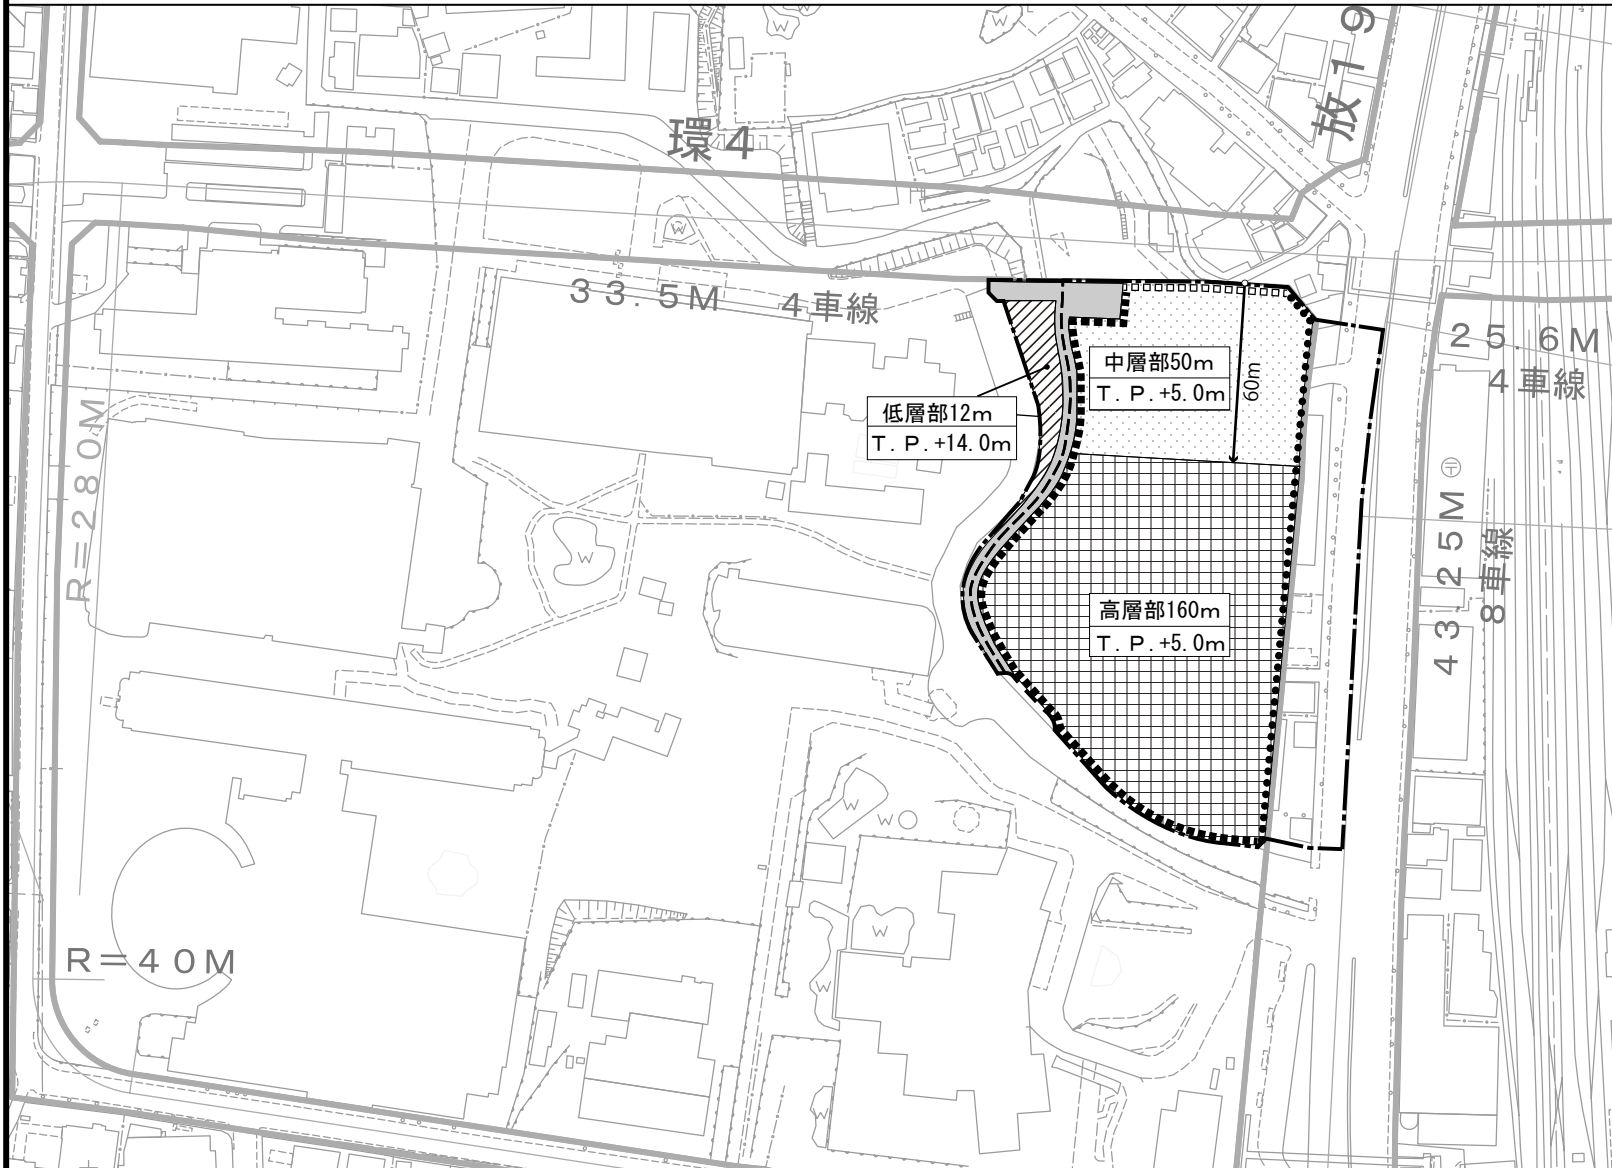 放19
環4
33.5M 4車線
25.6M
4車線
中層部50m
T.P.+5.0m
60m
低層部12m
T.P.+14.0m
R=280M
43.25M
8車線
高層部160m
T.P.+5.0m
R=40M
W
W
W
W
W
W
W
W
W